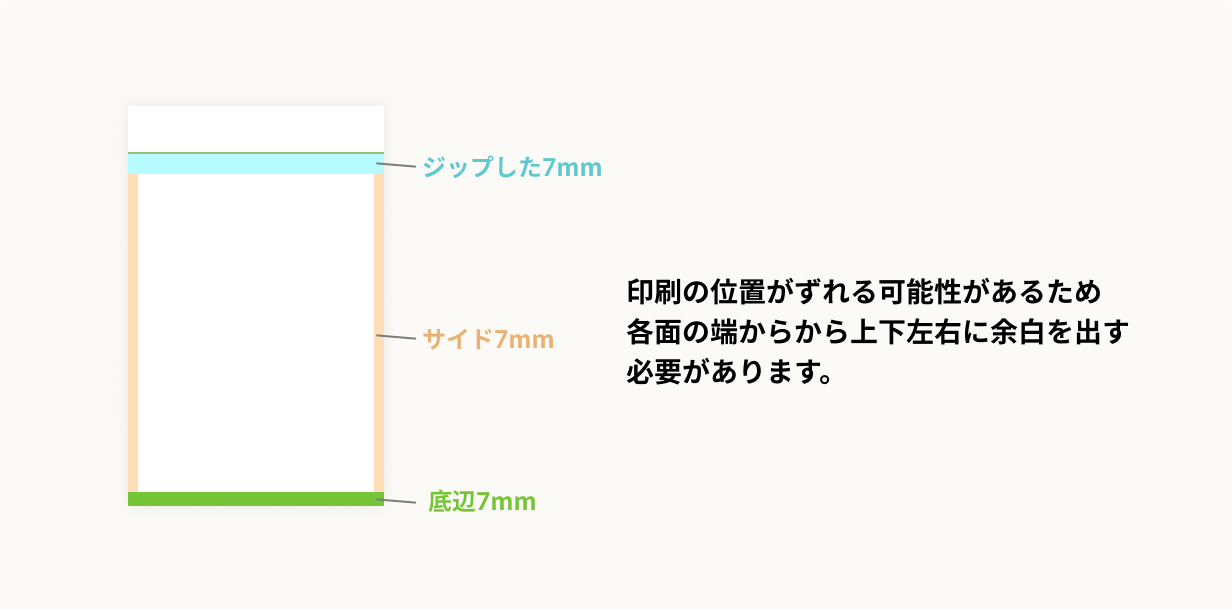 ジップした7mm
サイド7mm
底辺7mm
印刷の位置がずれる可能性があるため
各面の端からから上下左右に余白を出す
必要があります。